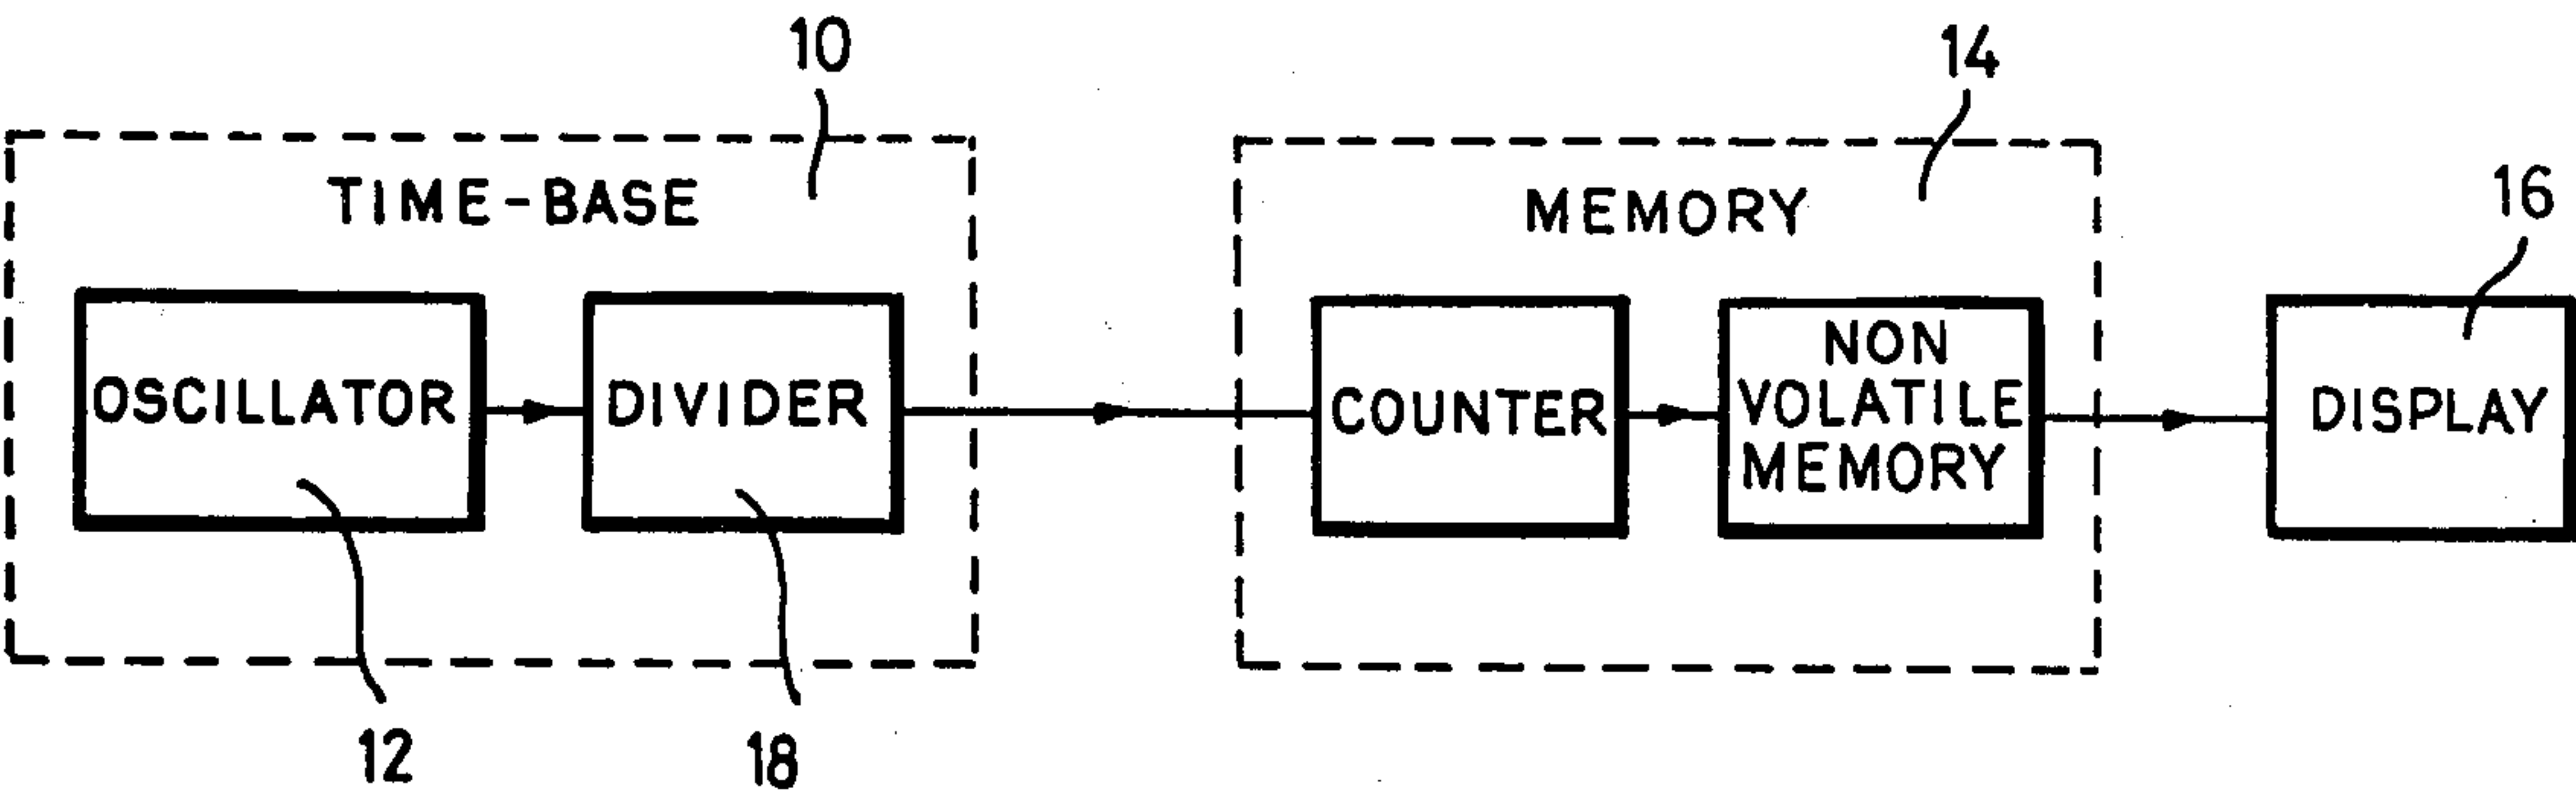 10
14
16
TIME-BASE
MEMORY
OSCILLATOR
DIVIDER
COUNTER
NON
VOLATILE
MEMORY
DISPLAY
12
18